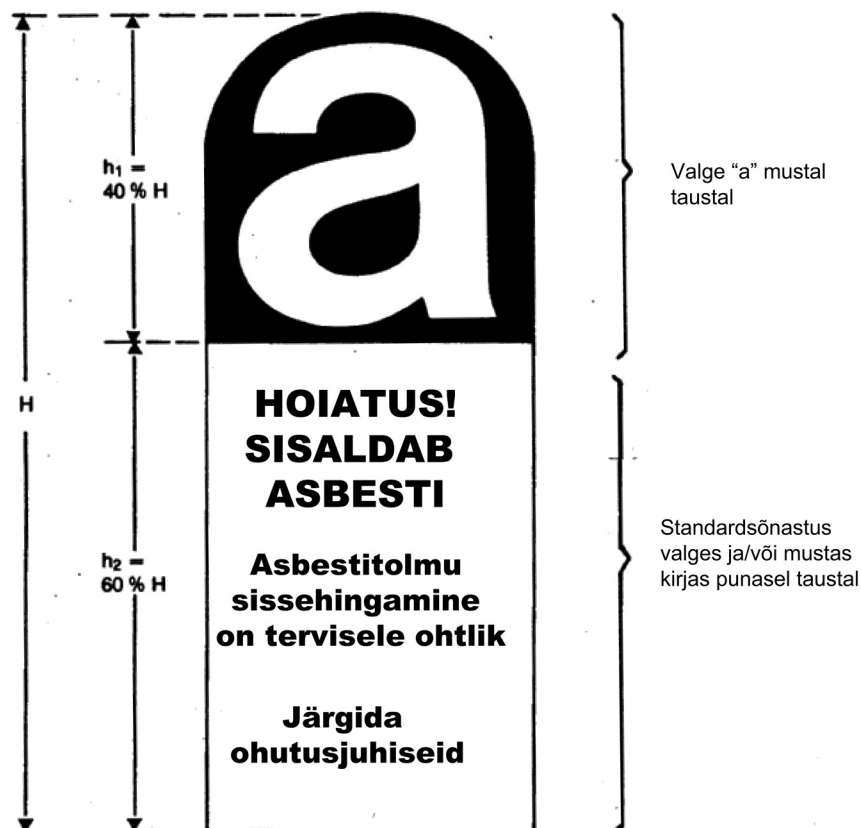 a
h₁ =
40 % H
Valge “a” mustal
taustal
H
HOIATUS!
SISALDAB
ASBESTI
h₂ =
60 % H
Asbestitolmu
sissehingamine
on tervisele ohtlik
Järgida
ohutusjuhiseid
Standardsõnastus
valges ja/või mustas
kirjas punasel taustal